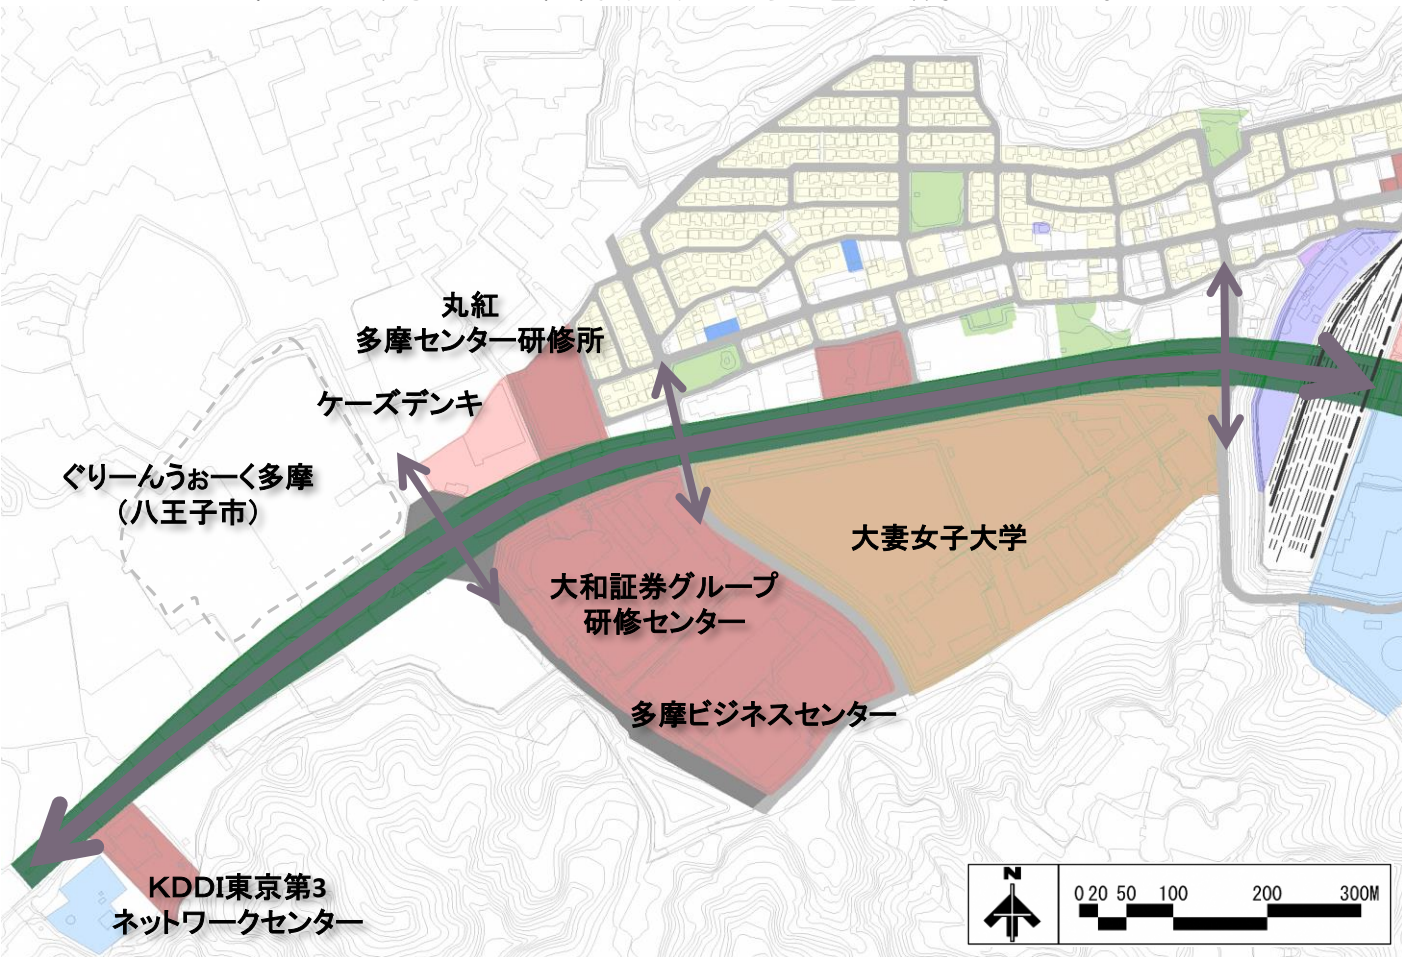 丸紅
多摩センター研修所
ケーズデンキ
ぐりーんうぉーく多摩
（八王子市）
大妻女子大学
大和証券グループ
研修センター
多摩ビジネスセンター
KDDI東京第3
ネットワークセンター
N
0 20 50 100 200 300M